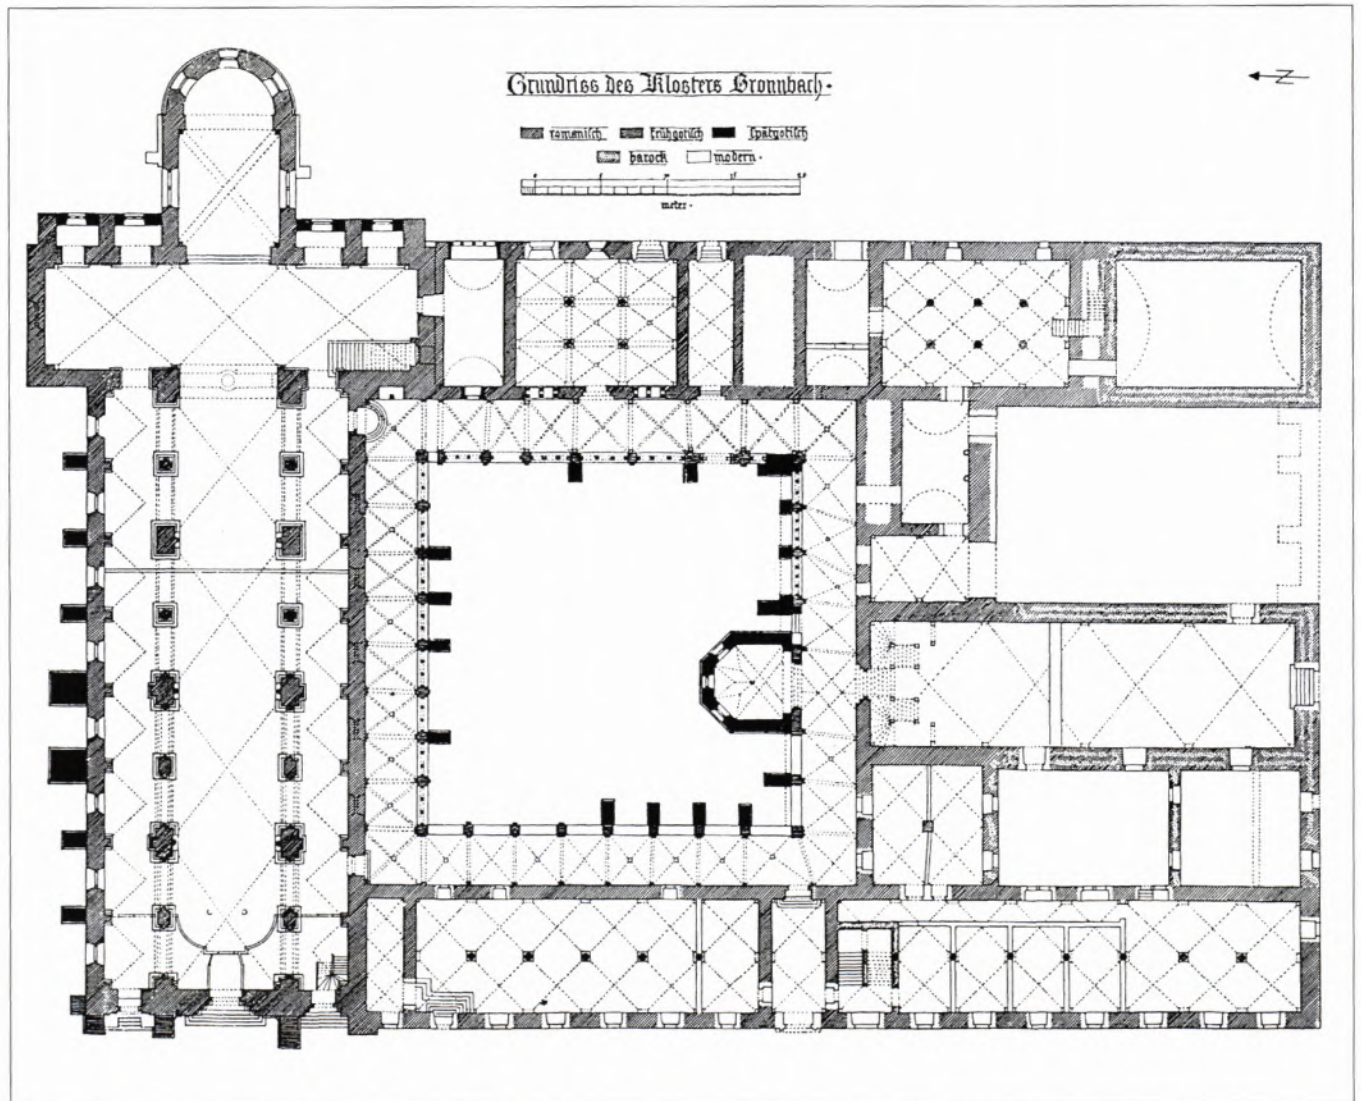 Grundriss des Klosters Bronnbach.
romanisch frühgotisch spätgotisch
barock modern.
meter.